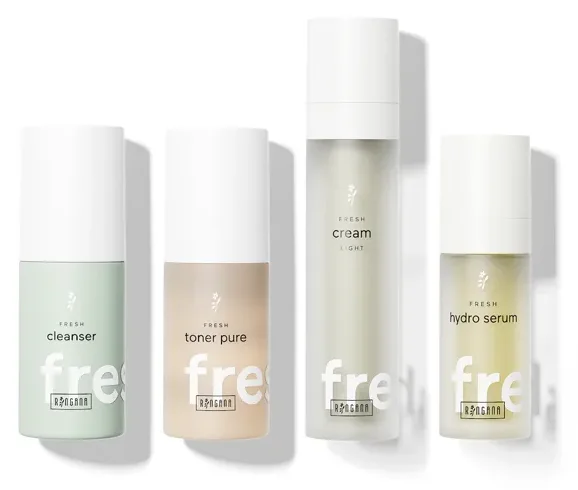 FRESH
cleanser
fres
RINGANA
FRESH
toner pure
fres
RINGANA
FRESH
cream
LIGHT
fre
RINGANA
FRESH
hydro serum
fre
RINGANA